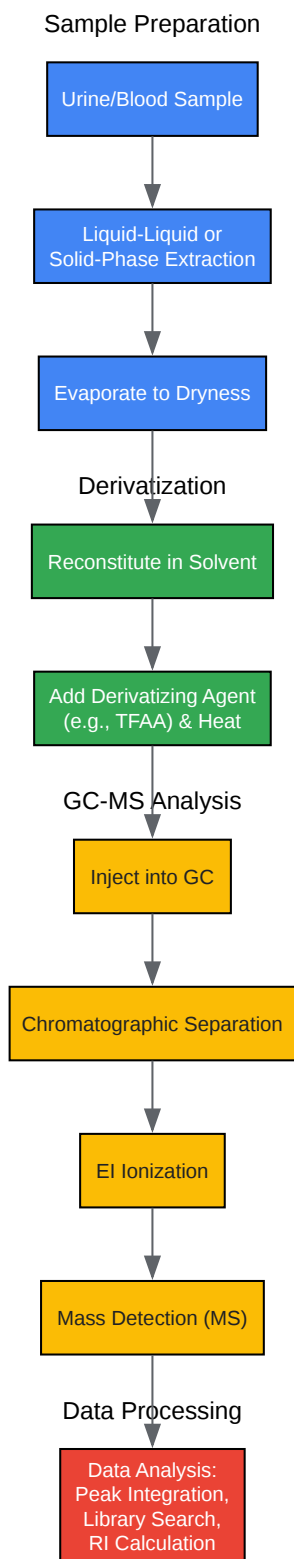 Sample Preparation
Urine/Blood Sample
Liquid-Liquid or
Solid-Phase Extraction
Evaporate to Dryness
Derivatization
Reconstitute in Solvent
Add Derivatizing Agent
(e.g., TFAA) & Heat
GC-MS Analysis
Inject into GC
Chromatographic Separation
EI Ionization
Mass Detection (MS)
Data Processing
Data Analysis:
Peak Integration,
Library Search,
RI Calculation